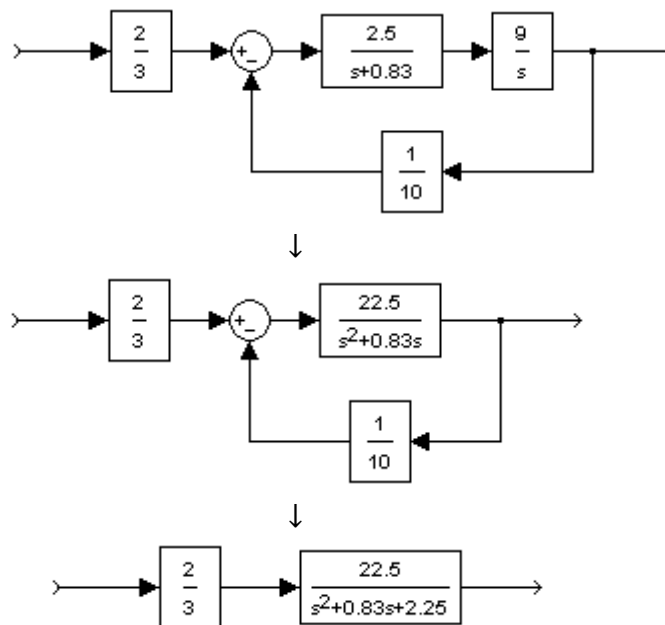 2/3 + - 2.5/(s+0.83) 9/s
1/10
↓
2/3 + - 22.5/(s²+0.83s)
1/10
↓
2/3 22.5/(s²+0.83s+2.25)